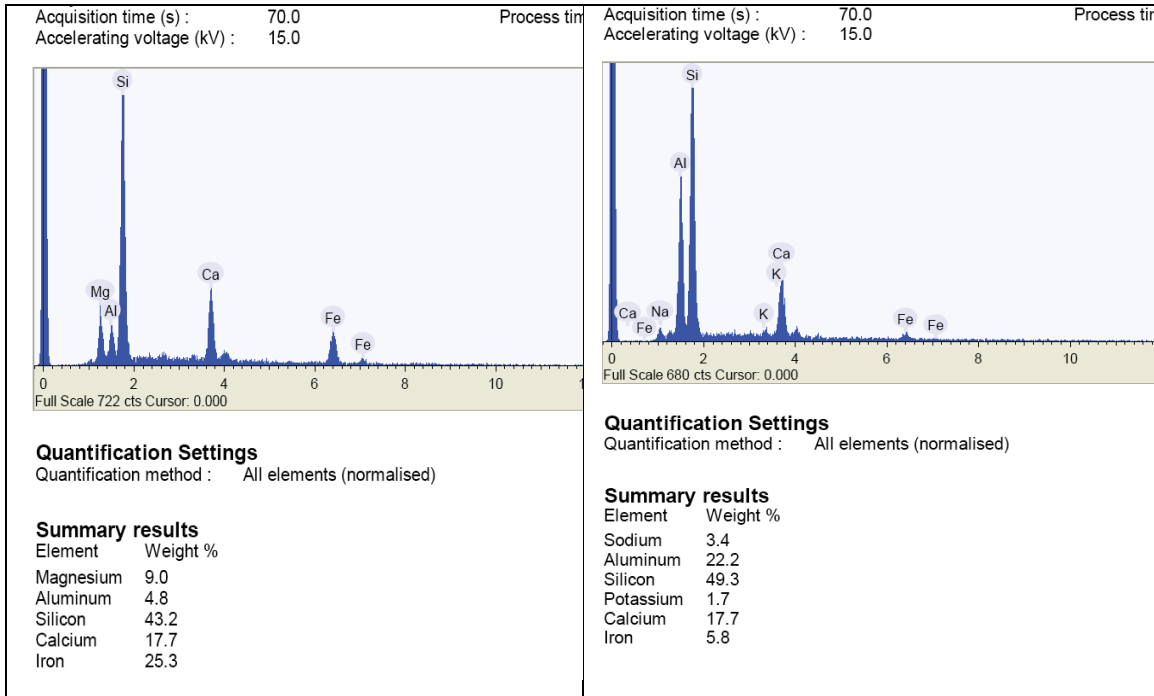 Acquisition time (s) : 70.0 Process tim
Accelerating voltage (kV) : 15.0
Si
Mg
Al
Ca
Fe
Fe
0 2 4 6 8 10
Full Scale 722 cts Cursor: 0.000
Quantification Settings
Quantification method : All elements (normalised)
Summary results
Element Weight %
Magnesium 9.0
Aluminum 4.8
Silicon 43.2
Calcium 17.7
Iron 25.3
Acquisition time (s) : 70.0 Process tir
Accelerating voltage (kV) : 15.0
Si
Al
Ca
K
Ca
Fe
Na
K
Fe
Fe
0 2 4 6 8 10
Full Scale 680 cts Cursor: 0.000
Quantification Settings
Quantification method : All elements (normalised)
Summary results
Element Weight %
Sodium 3.4
Aluminum 22.2
Silicon 49.3
Potassium 1.7
Calcium 17.7
Iron 5.8